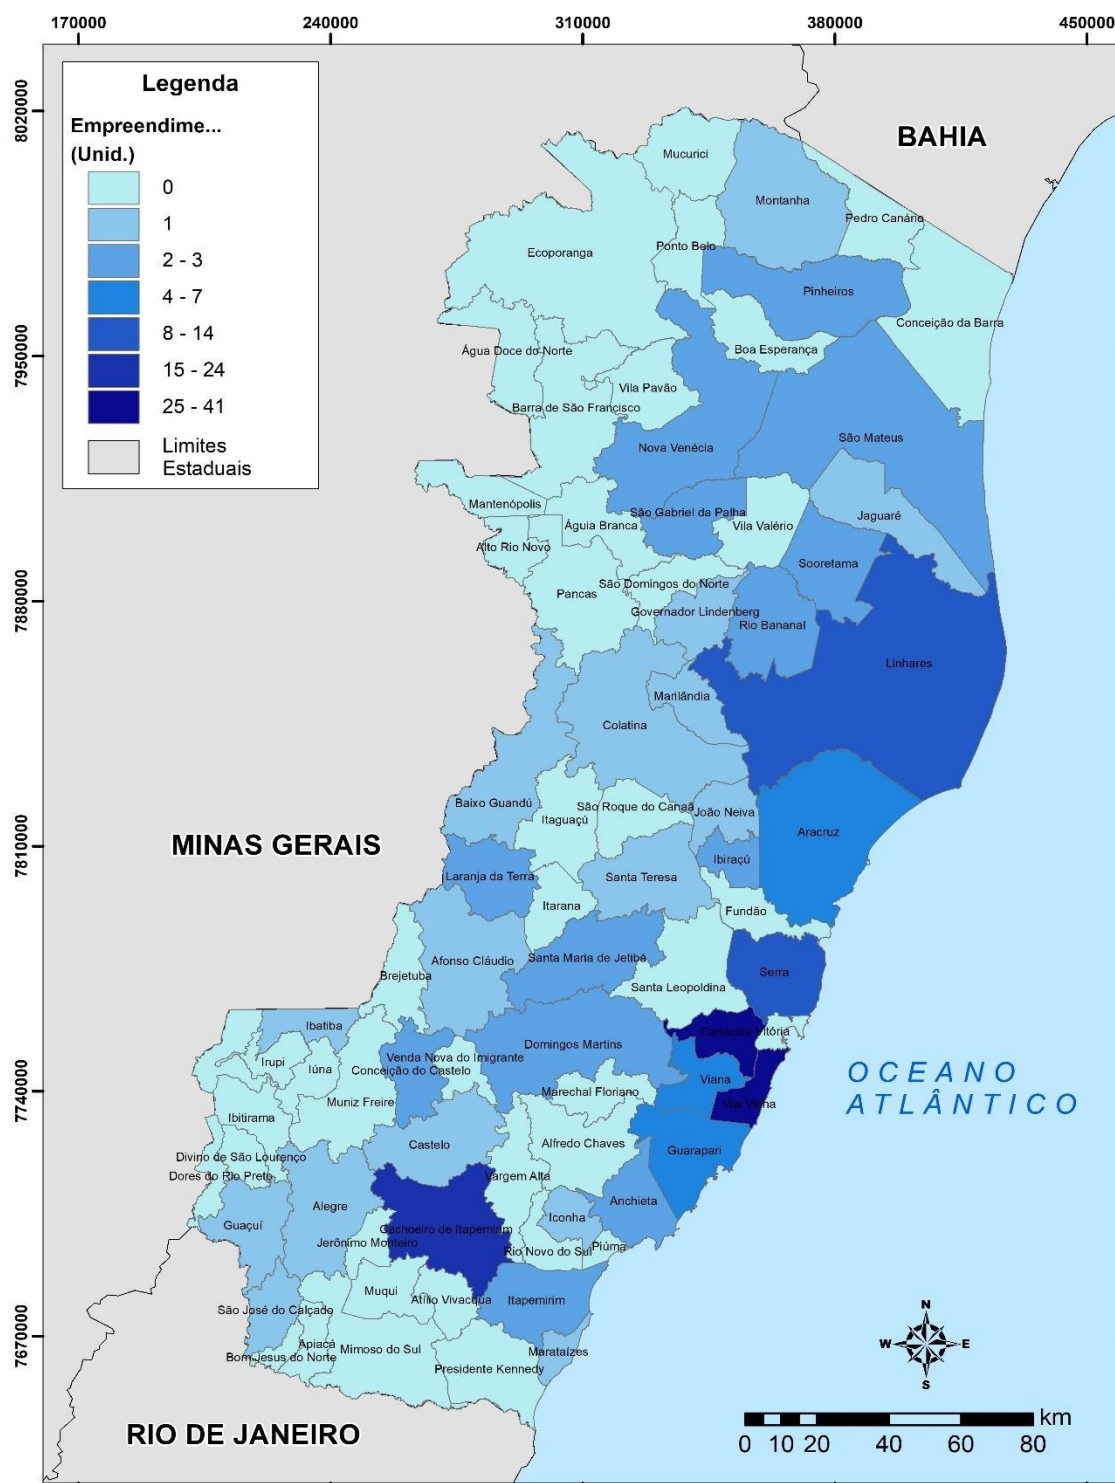 170000 240000 310000 380000 450000
8020000
7950000
7880000
7810000
7740000
7670000
Legenda
Empreendime...
(Unid.)
0
1
2 - 3
4 - 7
8 - 14
15 - 24
25 - 41
Limites
Estaduais
BAHIA
MINAS GERAIS
RIO DE JANEIRO
OCEANO
ATLÂNTICO
Mucurici
Montanha
Pedro Canário
Ponto Belo
Ecoporanga
Pinheiros
Conceição da Barra
Boa Esperança
Água Doce do Norte
Vila Pavão
Barra de São Francisco
São Mateus
Nova Venécia
Mantenópolis
São Gabriel da Palha
Jaguaré
Águia Branca
Vila Valério
Alto Rio Novo
Sooretama
São Domingos do Norte
Pancas
Governador Lindenberg
Rio Bananal
Linhares
Marilândia
Colatina
Baixo Guandú
São Roque do Canaã
João Neiva
Itaguaçú
Aracruz
Ibiraçú
Laranja da Terra
Santa Teresa
Itarana
Fundão
Santa Maria de Jetibá
Afonso Cláudio
Serra
Brejetuba
Santa Leopoldina
Ibatiba
Cariacica
Vitória
Domingos Martins
Venda Nova do Imigrante
Irupi
Iúna
Conceição do Castelo
Viana
Marechal Floriano
Muniz Freire
Vila Velha
Ibitirama
Castelo
Alfredo Chaves
Guarapari
Divino de São Lourenço
Dores do Rio Preto
Vargem Alta
Anchieta
Alegre
Guaçuí
Iconha
Cachoeiro de Itapemirim
Jerônimo Monteiro
Rio Novo do Sul
Piúma
Muqui
Atílio Vivacqua
Itapemirim
São José do Calçado
Apiacá
Mimoso do Sul
Marataízes
Bom Jesus do Norte
Presidente Kennedy
N
W E
S
km
0 10 20 40 60 80